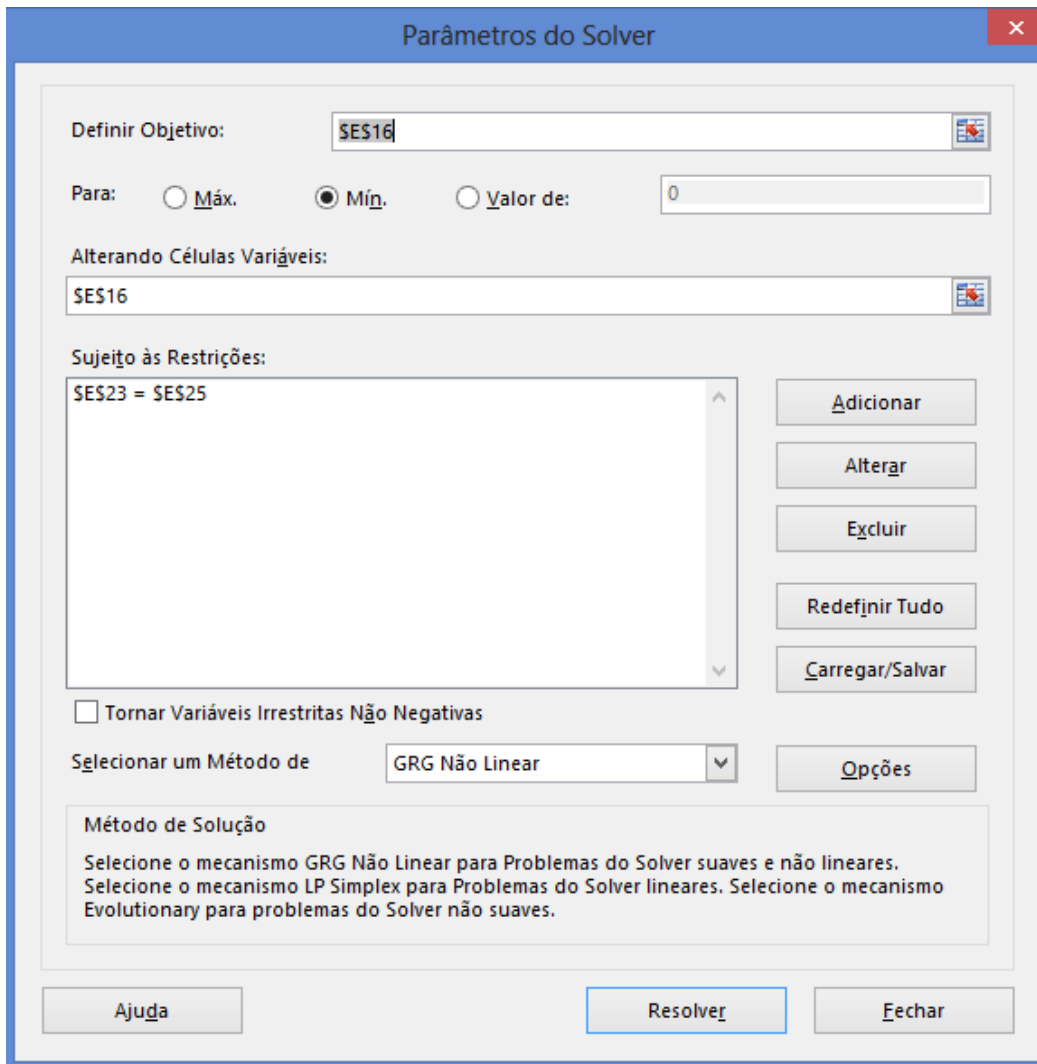 Parâmetros do Solver
Definir Objetivo:
$E$16
Para:
Máx.
Mín.
Valor de:
0
Alterando Células Variáveis:
$E$16
Sujeito às Restrições:
$E$23 = $E$25
Adicionar
Alterar
Excluir
Redefinir Tudo
Carregar/Salvar
Tornar Variáveis Irrestritas Não Negativas
Selecionar um Método de
GRG Não Linear
Opções
Método de Solução
Selecione o mecanismo GRG Não Linear para Problemas do Solver suaves e não lineares.
Selecione o mecanismo LP Simplex para Problemas do Solver lineares. Selecione o mecanismo
Evolutionary para problemas do Solver não suaves.
Ajuda
Resolver
Fechar